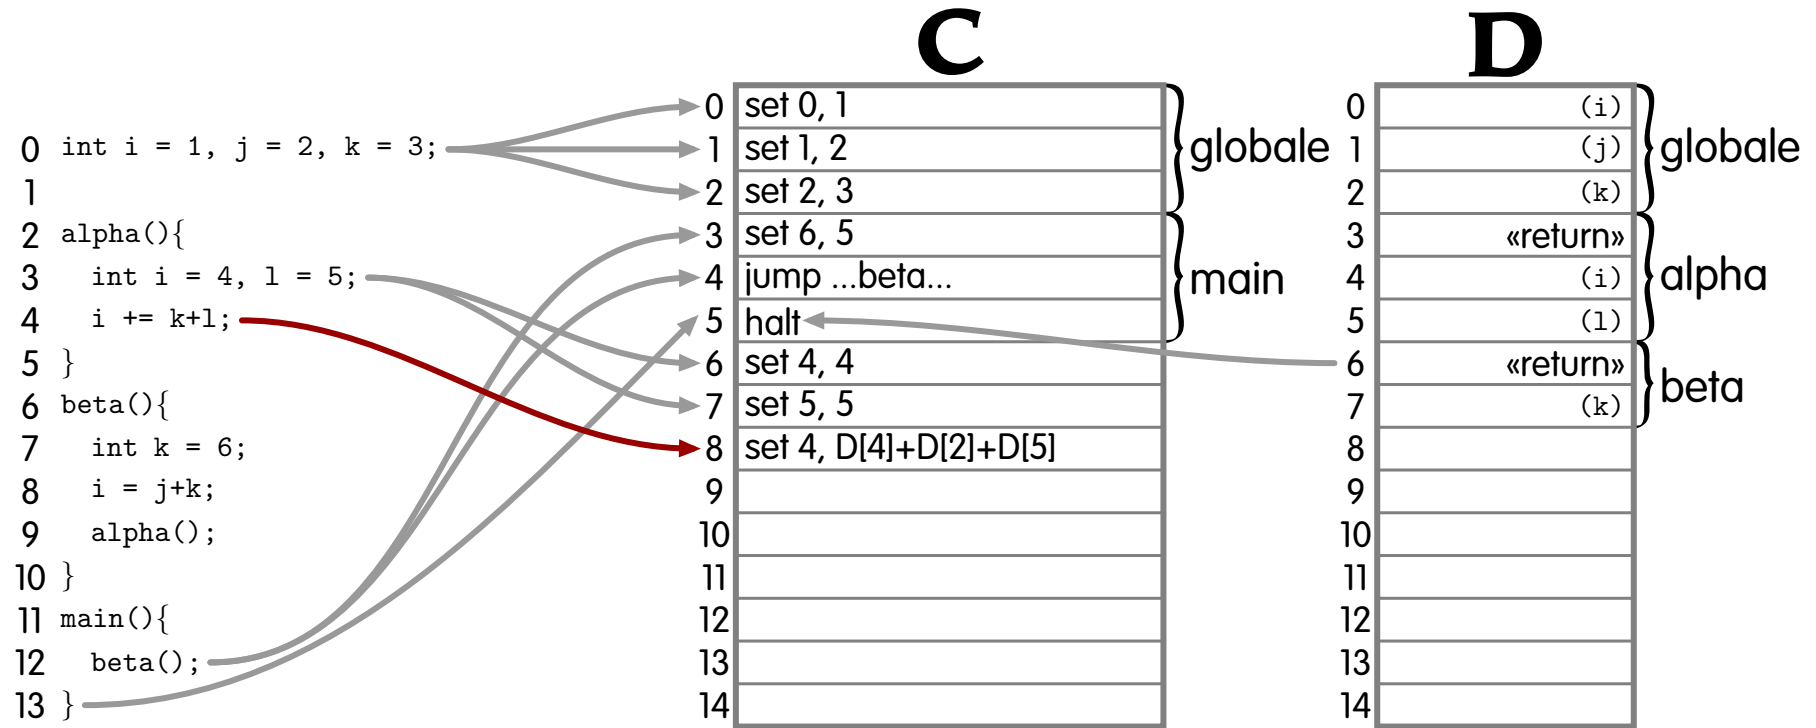 C D
0 int i = 1, j = 2, k = 3;
1
2 alpha(){
3 int i = 4, l = 5;
4 i += k+l;
5 }
6 beta(){
7 int k = 6;
8 i = j+k;
9 alpha();
10 }
11 main(){
12 beta();
13 }
0 set 0, 1
1 set 1, 2
2 set 2, 3
globale
3 set 6, 5
4 jump ...beta...
5 halt
main
6 set 4, 4
7 set 5, 5
8 set 4, D[4]+D[2]+D[5]
9
10
11
12
13
14
0 (i)
1 (j)
2 (k)
globale
3 «return»
4 (i)
5 (l)
alpha
6 «return»
7 (k)
beta
8
9
10
11
12
13
14